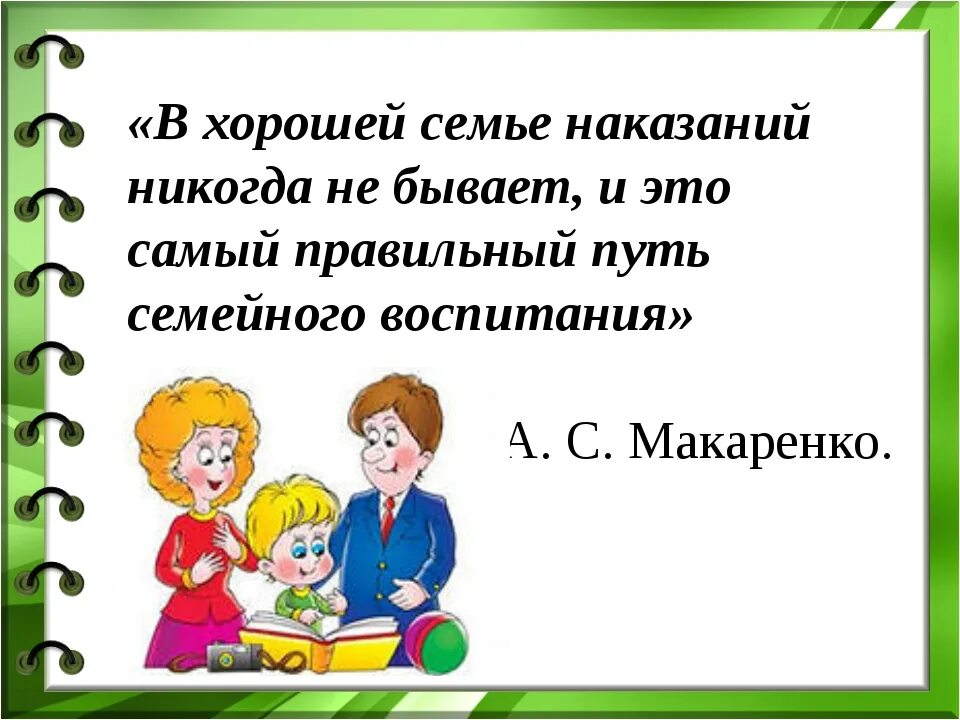 «В хорошей семье наказаний
никогда не бывает, и это
самый правильный путь
семейного воспитания»
А. С. Макаренко.